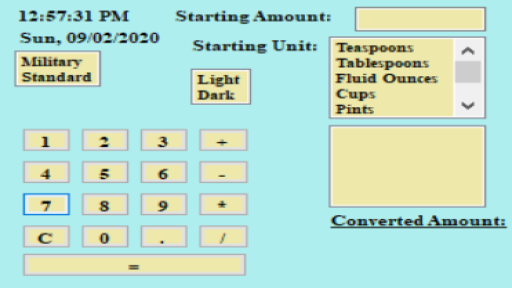 12:57:31 PM
Sun, 09/02/2020
Military
Standard
Light
Dark
Starting Amount:
Starting Unit:
Teaspoons
Tablespoons
Fluid Ounces
Cups
Pints
1 2 3 +
4 5 6 -
7 8 9 *
C 0 . /
=
Converted Amount: